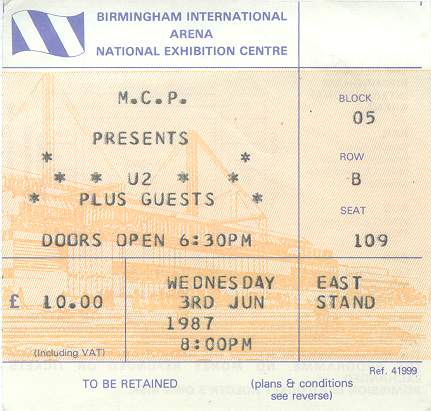 BIRMINGHAM INTERNATIONAL
ARENA
NATIONAL EXHIBITION CENTRE
M.C.P.
PRESENTS
* *
* * U2 * *
* PLUS GUESTS *
DOORS OPEN 6:30PM
BLOCK
05
ROW
B
SEAT
109
£ 10.00
(Including VAT)
WEDNESDAY
3RD JUN
1987
8:00PM
EAST
STAND
Ref. 41999
TO BE RETAINED
(plans & conditions
see reverse)